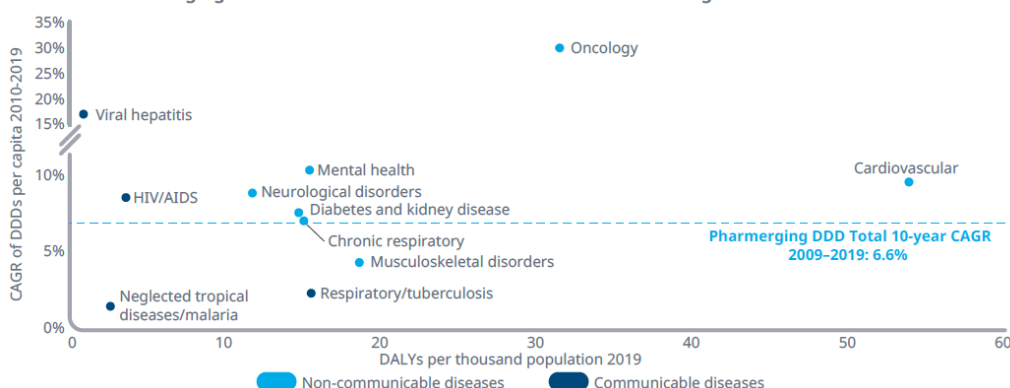 35%
30%
25%
20%
15%
10%
5%
0%
CAGR of DDDs per capita 2010-2019
Oncology
Viral hepatitis
Mental health
Cardiovascular
Neurological disorders
HIV/AIDS
Diabetes and kidney disease
Chronic respiratory
Pharmerging DDD Total 10-year CAGR
2009–2019: 6.6%
Musculoskeletal disorders
Respiratory/tuberculosis
Neglected tropical
diseases/malaria
0 10 20 30 40 50 60
DALYs per thousand population 2019
Non-communicable diseases Communicable diseases